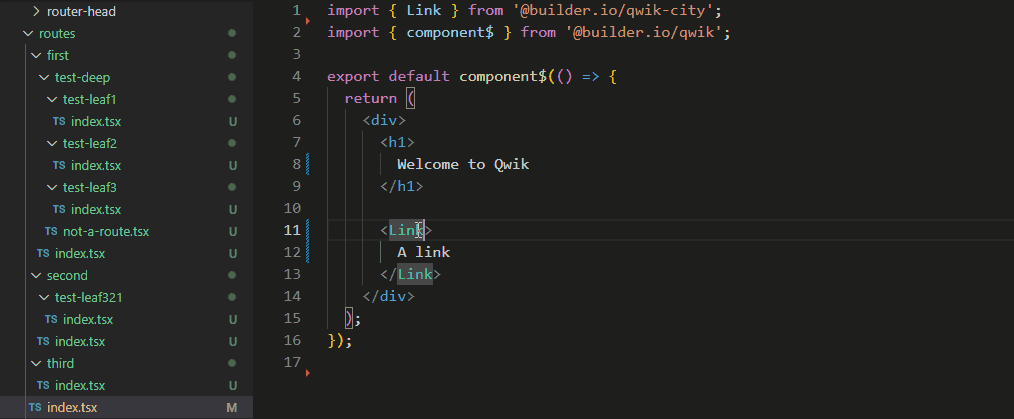 router-head
routes
first
test-deep
test-leaf1
TS index.tsx U
test-leaf2
TS index.tsx U
test-leaf3
TS index.tsx U
TS not-a-route.tsx U
TS index.tsx U
second
test-leaf321
TS index.tsx U
TS index.tsx U
third
TS index.tsx U
TS index.tsx M
1 import { Link } from '@builder.io/qwik-city';
2 import { component$ } from '@builder.io/qwik';
3
4 export default component$(() => {
5 return (
6 <div>
7 <h1>
8 Welcome to Qwik
9 </h1>
10
11 <Link>
12 A link
13 </Link>
14 </div>
15 );
16 });
17